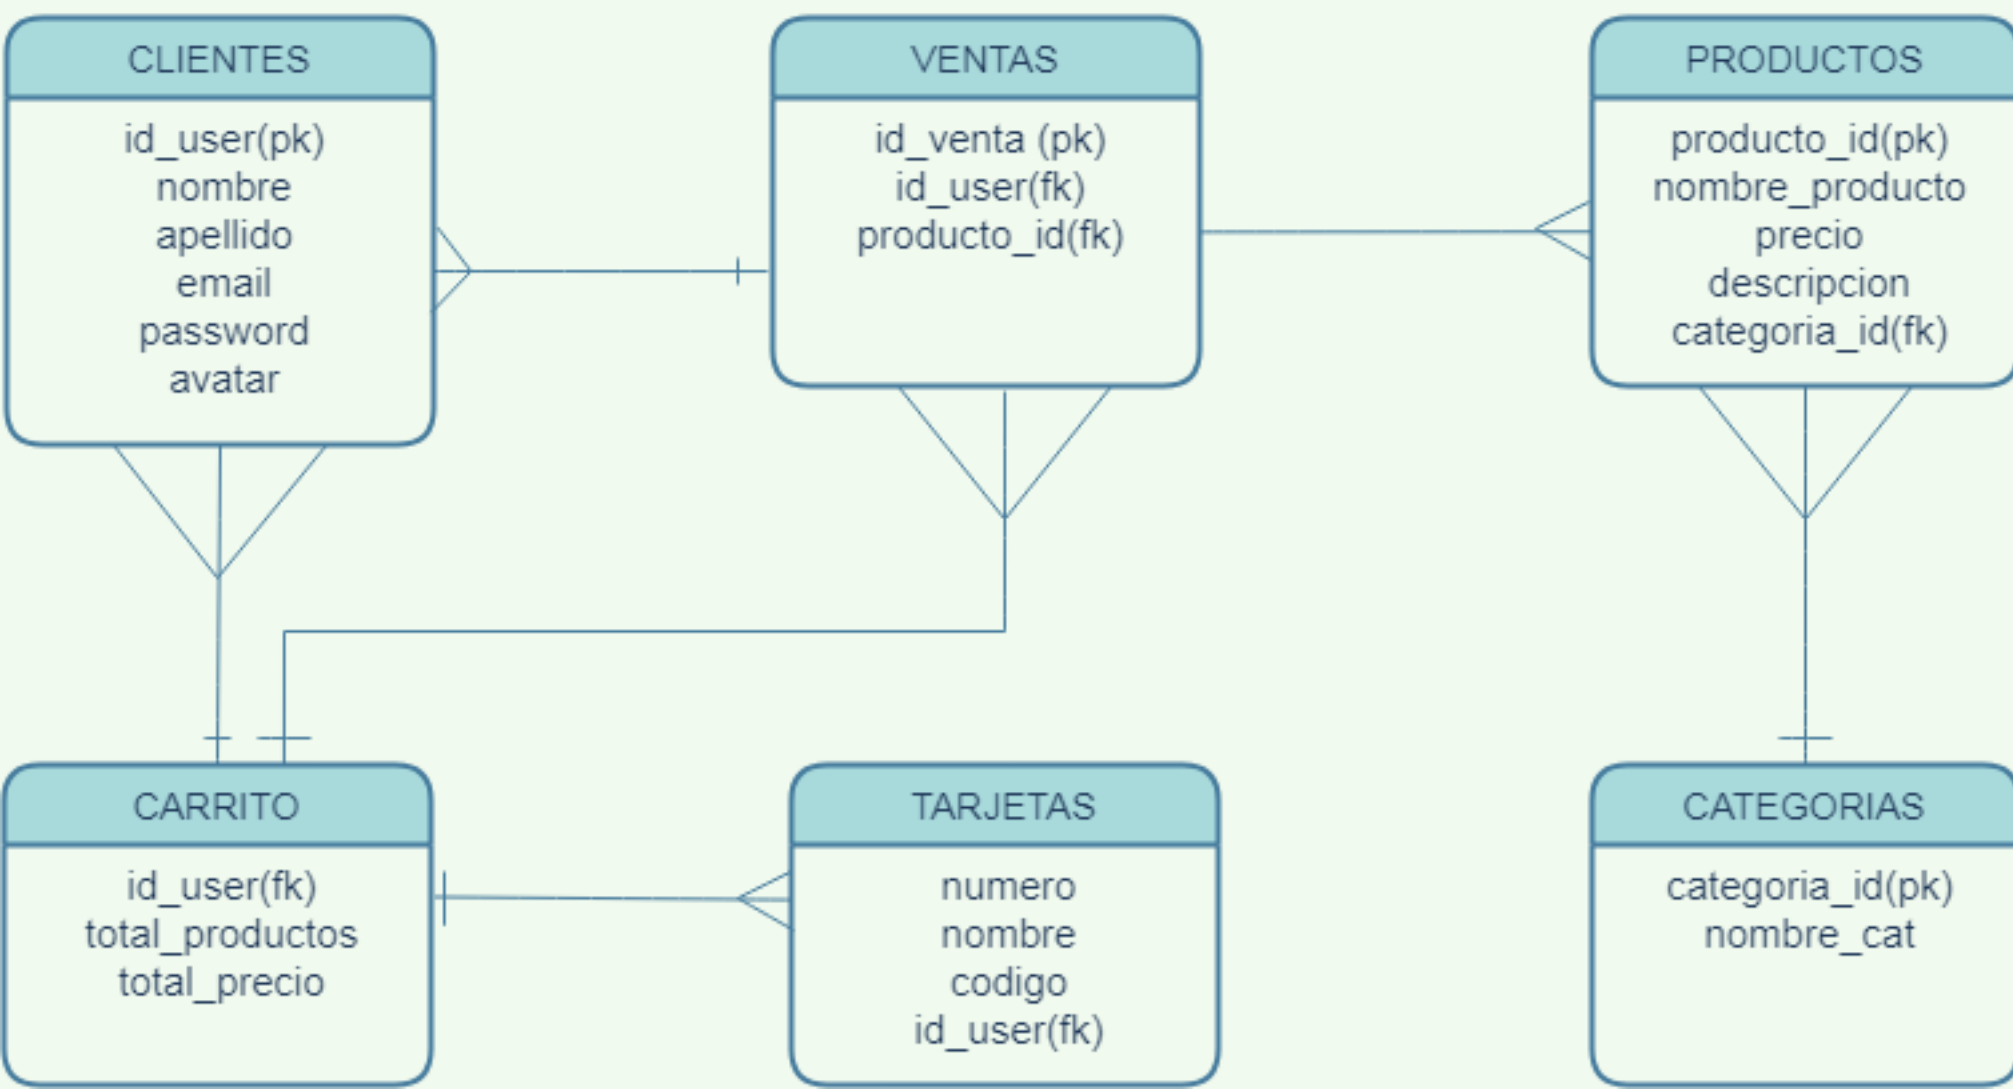 CLIENTES
id_user(pk)
nombre
apellido
email
password
avatar
VENTAS
id_venta (pk)
id_user(fk)
producto_id(fk)
PRODUCTOS
producto_id(pk)
nombre_producto
precio
descripcion
categoria_id(fk)
CARRITO
id_user(fk)
total_productos
total_precio
TARJETAS
numero
nombre
codigo
id_user(fk)
CATEGORIAS
categoria_id(pk)
nombre_cat